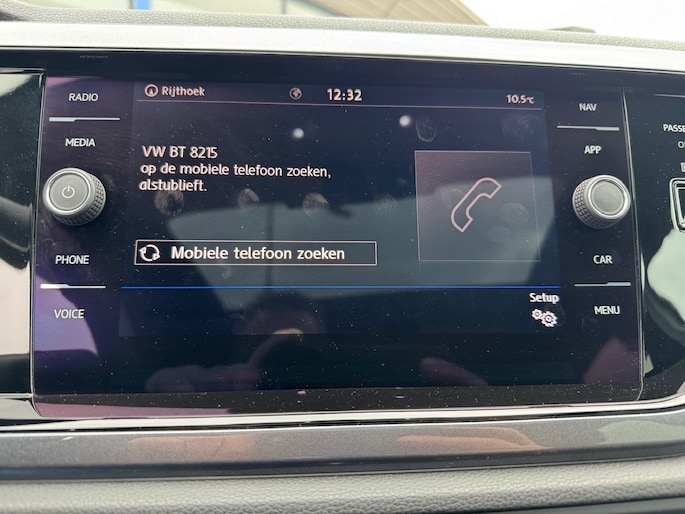 RADIO
MEDIA
PHONE
VOICE
Rijthoek
12:32
10.5°C
VW BT 8215
op de mobiele telefoon zoeken,
alstublieft.
Mobiele telefoon zoeken
Setup
NAV
APP
CAR
MENU